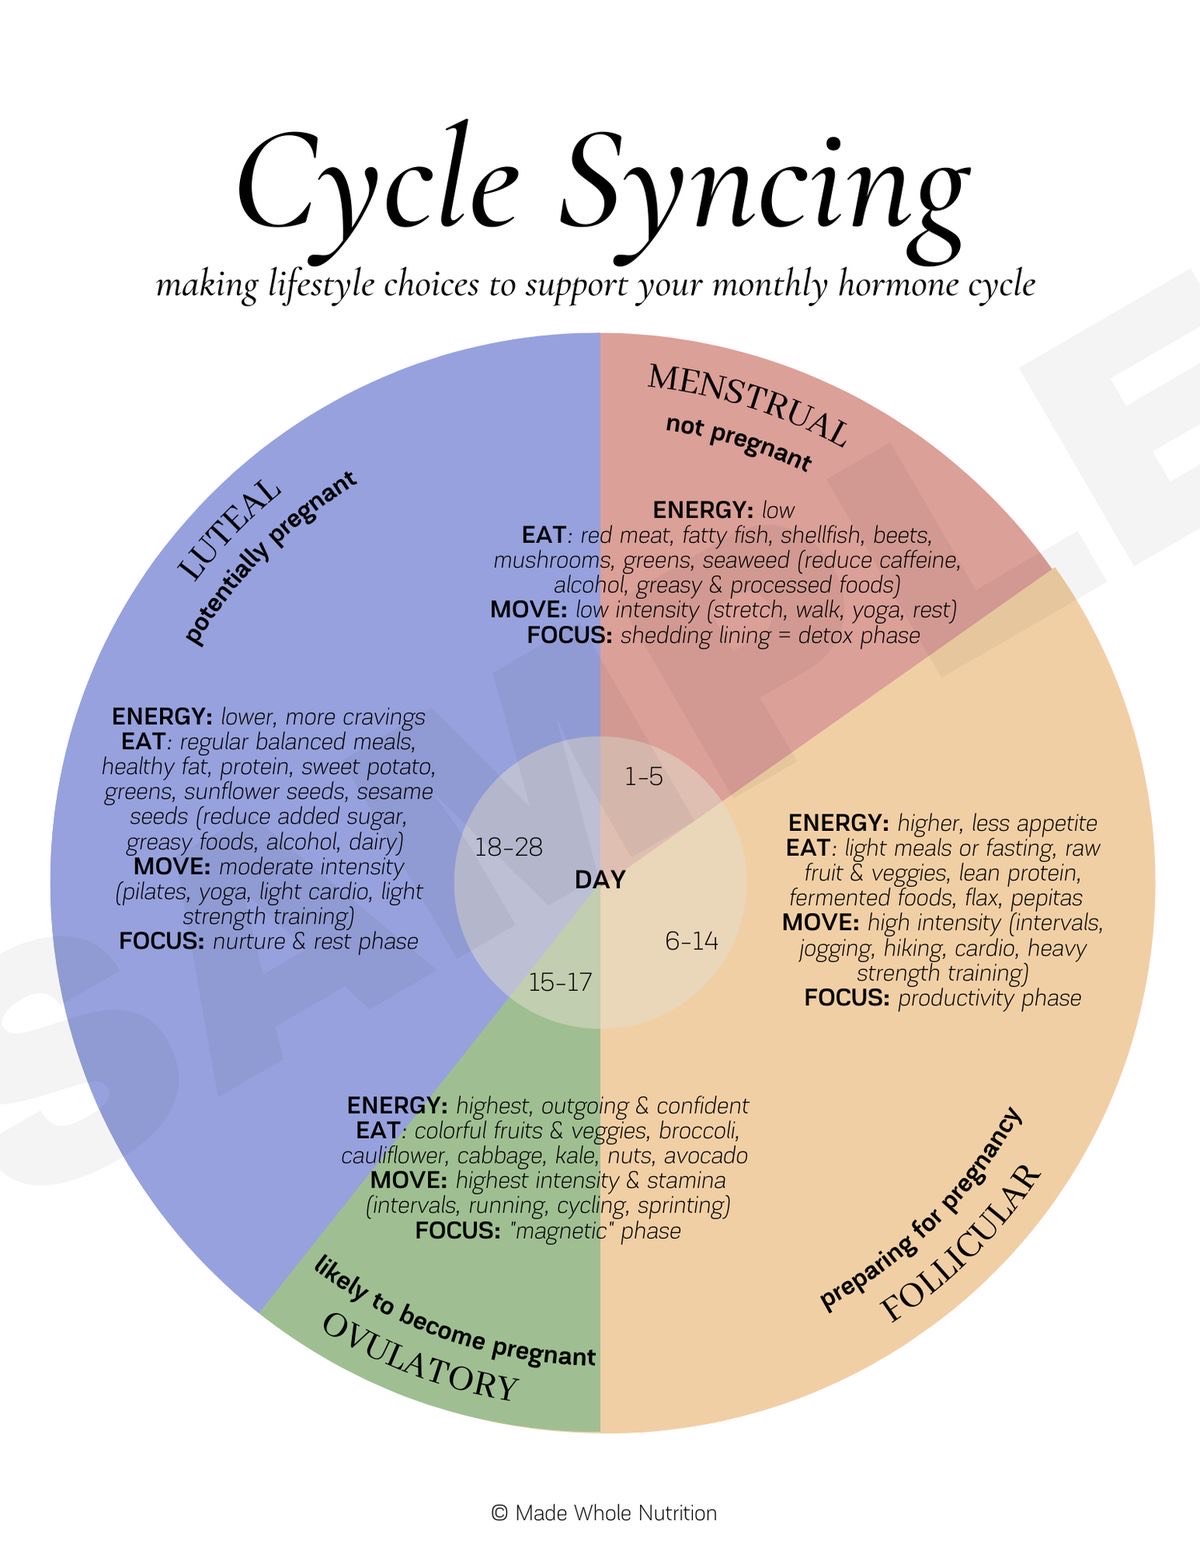 Cycle Syncing
making lifestyle choices to support your monthly hormone cycle
MENSTRUAL
not pregnant
ENERGY: low
EAT: red meat, fatty fish, shellfish, beets,
mushrooms, greens, seaweed (reduce caffeine,
alcohol, greasy & processed foods)
MOVE: low intensity (stretch, walk, yoga, rest)
FOCUS: shedding lining = detox phase
LUTEAL
potentially pregnant
ENERGY: lower, more cravings
EAT: regular balanced meals,
healthy fat, protein, sweet potato,
greens, sunflower seeds, sesame
seeds (reduce added sugar,
greasy foods, alcohol, dairy)
MOVE: moderate intensity
(pilates, yoga, light cardio, light
strength training)
FOCUS: nurture & rest phase
1-5
18-28
DAY
6-14
15-17
ENERGY: higher, less appetite
EAT: light meals or fasting, raw
fruit & veggies, lean protein,
fermented foods, flax, pepitas
MOVE: high intensity (intervals,
jogging, hiking, cardio, heavy
strength training)
FOCUS: productivity phase
preparing for pregnancy
FOLLICULAR
ENERGY: highest, outgoing & confident
EAT: colorful fruits & veggies, broccoli,
cauliflower, cabbage, kale, nuts, avocado
MOVE: highest intensity & stamina
(intervals, running, cycling, sprinting)
FOCUS: "magnetic" phase
likely to become pregnant
OVULATORY
SAMPLE
© Made Whole Nutrition